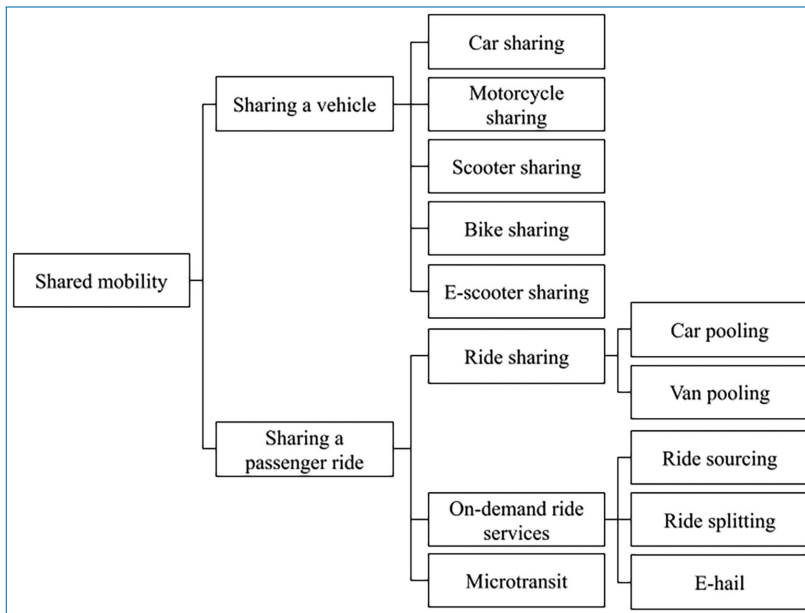 Shared mobility
Sharing a vehicle
Car sharing
Motorcycle
sharing
Scooter sharing
Bike sharing
E-scooter sharing
Sharing a
passenger ride
Ride sharing
Car pooling
Van pooling
On-demand ride
services
Ride sourcing
Ride splitting
E-hail
Microtransit